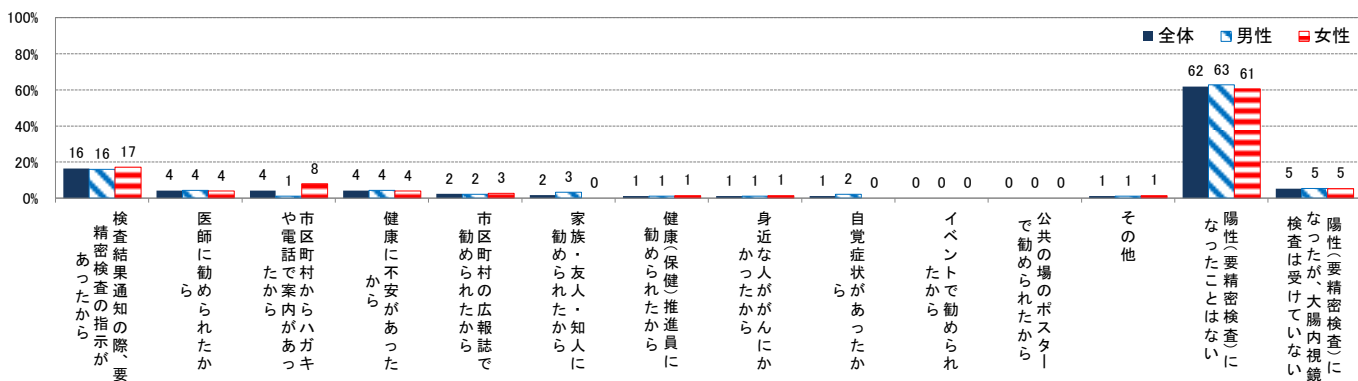 100%
80%
60%
40%
20%
0%
全体 男性 女性
16 16 17
4 4 4
4 1 8
4 4 4
2 2 3
2 3 0
1 1 1
1 1 1
1 2 0
0 0 0
0 0 0
1 1 1
62 63 61
5 5 5
検査結果通知の際、要
精密検査の指示が
あったから
医師に勧められたか
ら
市区町村からハガキ
や電話で案内があっ
たから
健康に不安があった
から
市区町村の広報誌で
勧められたから
家族・友人・知人に
勧められたから
健康(保健)推進員に
勧められたから
身近な人ががんにか
かったから
自覚症状があったか
ら
イベントで勧められ
たから
公共の場のポスター
で勧められたから
その他
陽性(要精密検査)に
なったことはない
陽性(要精密検査)に
なったが、大腸内視鏡
検査は受けていない